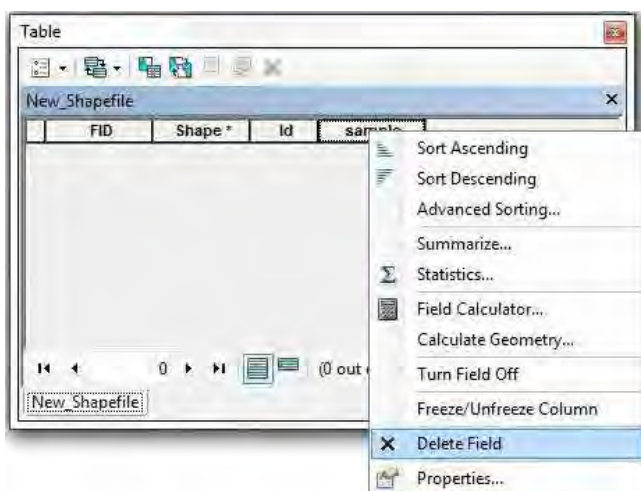 Table
New_Shapefile
FID Shape * Id sample
Sort Ascending
Sort Descending
Advanced Sorting...
Summarize...
Σ Statistics...
Field Calculator...
Calculate Geometry...
Turn Field Off
Freeze/Unfreeze Column
Delete Field
Properties...
0 (0 out
New_Shapefile